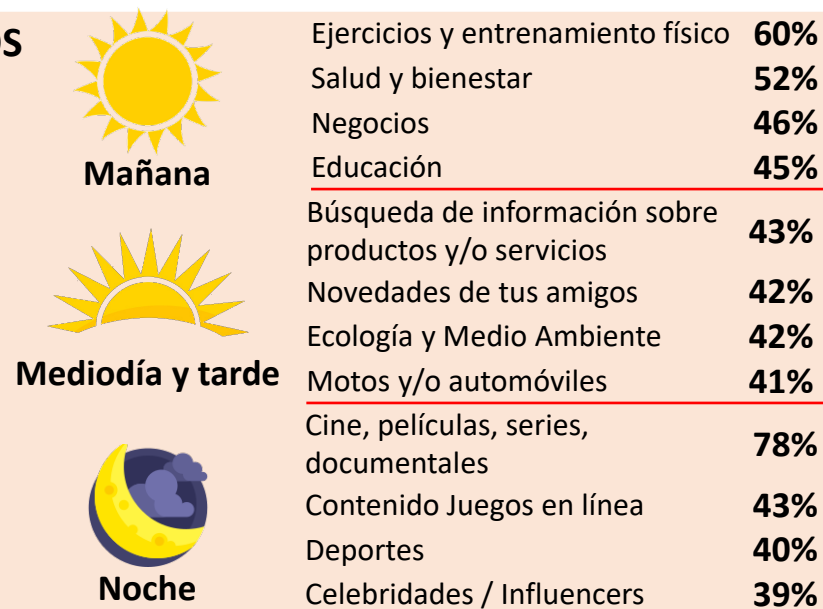 OS
Mañana
Ejercicios y entrenamiento físico 60%
Salud y bienestar 52%
Negocios 46%
Educación 45%
Mediodía y tarde
Búsqueda de información sobre
productos y/o servicios 43%
Novedades de tus amigos 42%
Ecología y Medio Ambiente 42%
Motos y/o automóviles 41%
Noche
Cine, películas, series,
documentales 78%
Contenido Juegos en línea 43%
Deportes 40%
Celebridades / Influencers 39%